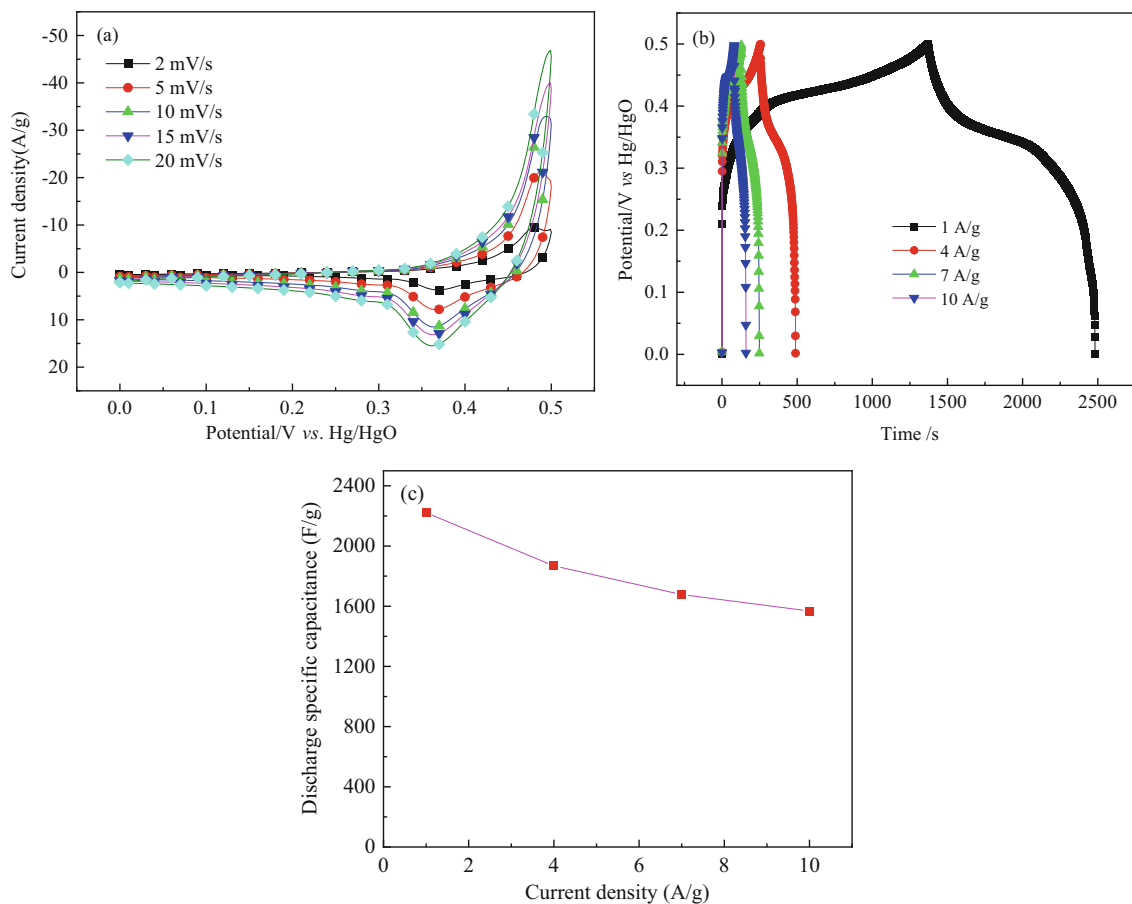 (a)
2 mV/s
5 mV/s
10 mV/s
15 mV/s
20 mV/s
Current density(A/g)
-50
-40
-30
-20
-10
0
10
20
0.0 0.1 0.2 0.3 0.4 0.5
Potential/V vs. Hg/HgO
(b)
Potential/V vs Hg/HgO
0.5
0.4
0.3
0.2
0.1
0.0
1 A/g
4 A/g
7 A/g
10 A/g
0 500 1000 1500 2000 2500
Time /s
(c)
Discharge specific capacitance (F/g)
2400
2000
1600
1200
800
400
0
0 2 4 6 8 10
Current density (A/g)